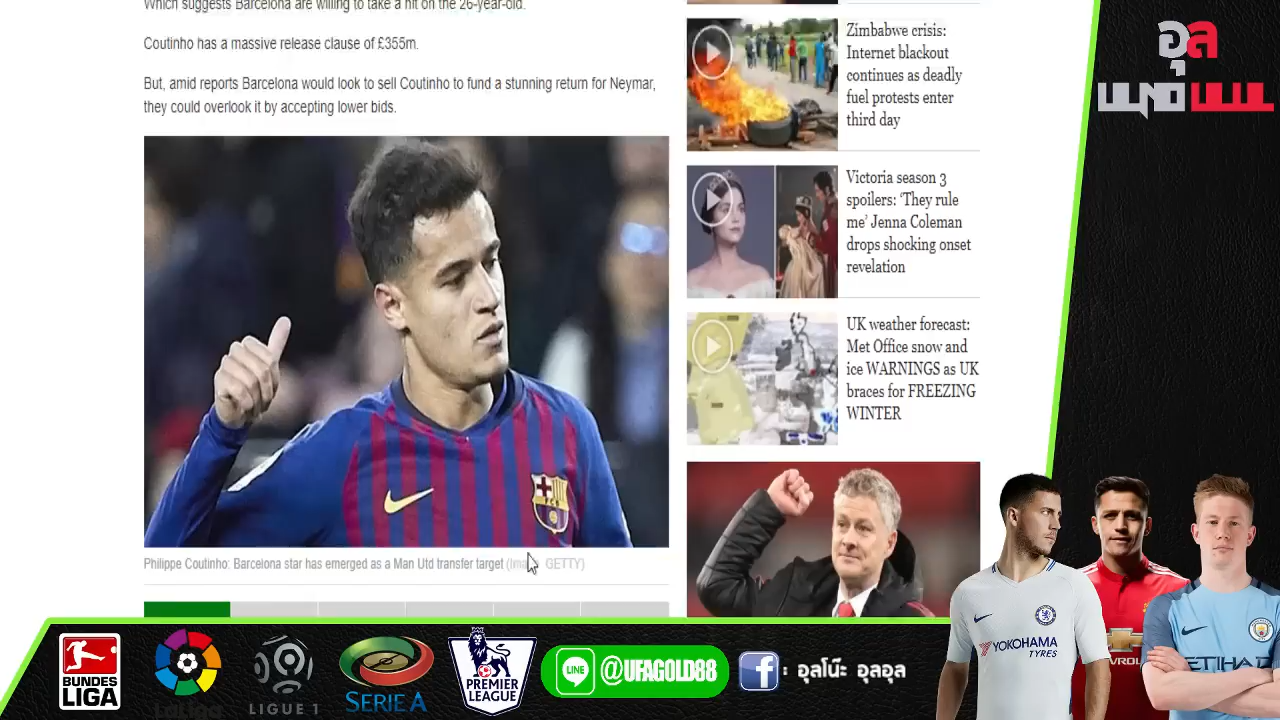 Which suggests Barcelona are willing to take a hit on the 26-year-old.
Coutinho has a massive release clause of £355m.
But, amid reports Barcelona would look to sell Coutinho to fund a stunning return for Neymar,
they could overlook it by accepting lower bids.
Philippe Coutinho: Barcelona star has emerged as a Man Utd transfer target GETTY)
Zimbabwe crisis:
Internet blackout
continues as deadly
fuel protests enter
third day
Victoria season 3
spoilers: ‘They rule
me’ Jenna Coleman
drops shocking onset
revelation
UK weather forecast:
Met Office snow and
ice WARNINGS as UK
braces for FREEZING
WINTER
อุล
YOKOHAMA
TYRES
ETIHAD
BUNDES
LIGA
LaLiga
LIGUE 1
SERIE A
PREMIER
LEAGUE
LINE
@UFAGOLD88
f : อุลโน๊ะ อุลอุล